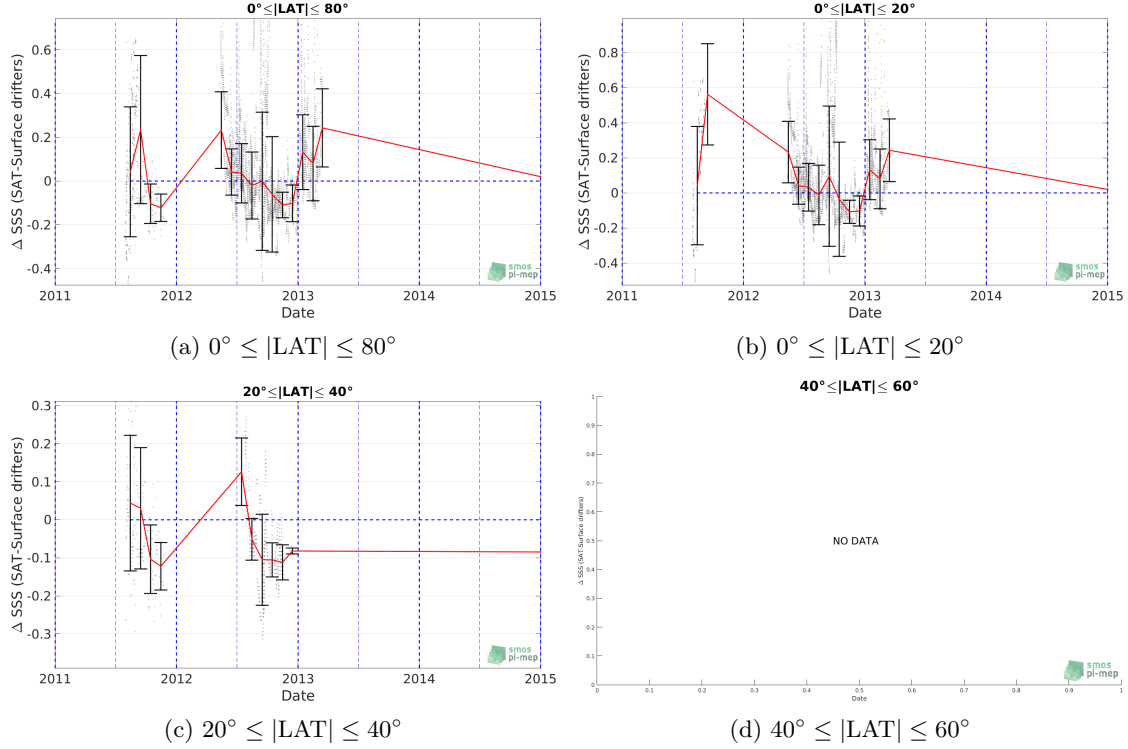 0°≤|LAT|≤ 80°
Δ SSS (SAT-Surface drifters)
0.6
0.4
0.2
0
-0.2
-0.4
2011
2012
2013
2014
2015
Date
smos
pi-mep
(a) 0° ≤ |LAT| ≤ 80°
0°≤|LAT|≤ 20°
Δ SSS (SAT-Surface drifters)
0.8
0.6
0.4
0.2
0
-0.2
-0.4
2011
2012
2013
2014
2015
Date
smos
pi-mep
(b) 0° ≤ |LAT| ≤ 20°
20°≤|LAT|≤ 40°
Δ SSS (SAT-Surface drifters)
0.3
0.2
0.1
0
-0.1
-0.2
-0.3
2011
2012
2013
2014
2015
Date
smos
pi-mep
(c) 20° ≤ |LAT| ≤ 40°
40°≤|LAT|≤ 60°
Δ SSS (SAT-Surface drifters)
1
0.9
0.8
0.7
0.6
0.5
0.4
0.3
0.2
0.1
0
NO DATA
0
0.1
0.2
0.3
0.4
0.5
0.6
0.7
0.8
0.9
1
Date
smos
pi-mep
(d) 40° ≤ |LAT| ≤ 60°